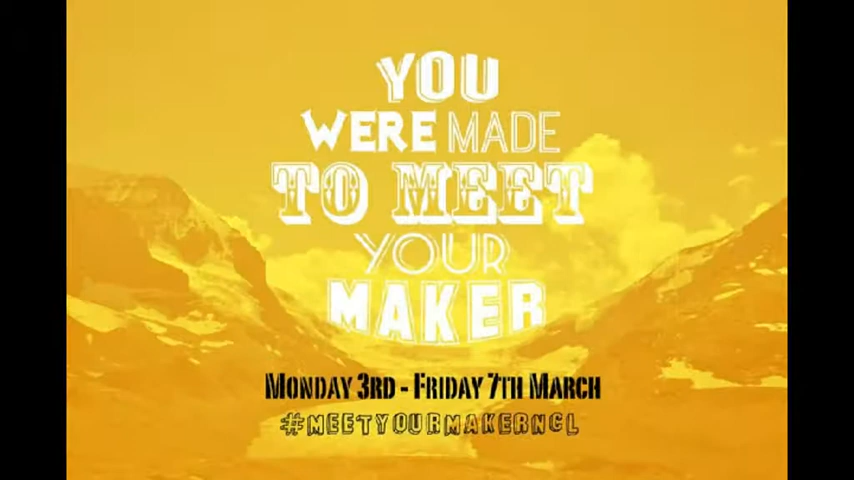 YOU
WERE MADE
TO MEET
YOUR
MAKER
MONDAY 3RD - FRIDAY 7TH MARCH
#MEETYOURMAKERNCL